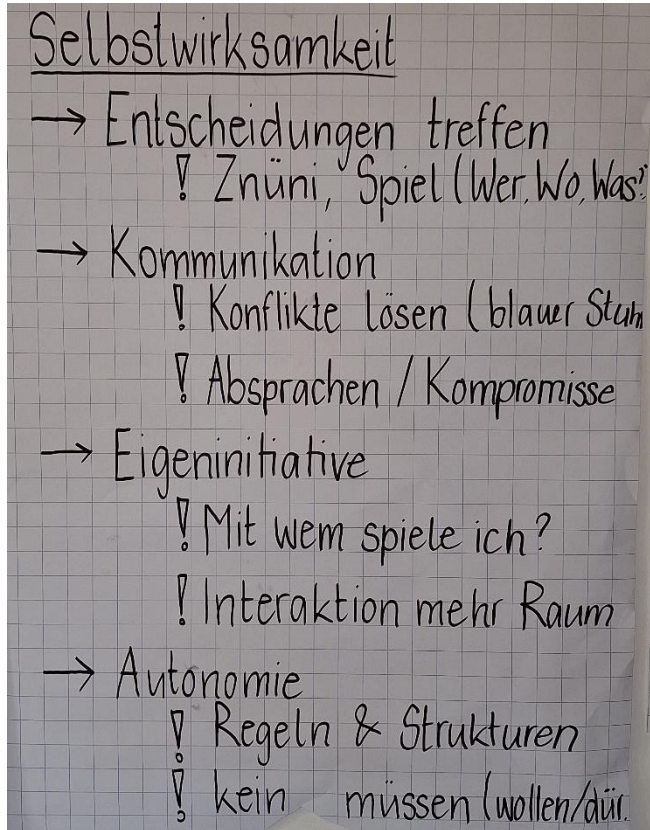 Selbstwirksamkeit
→ Entscheidungen treffen
! Znüni, Spiel (Wer, Wo, Was?
→ Kommunikation
! Konflikte lösen (blauer Stuh
! Absprachen / Kompromisse
→ Eigeninitiative
! Mit wem spiele ich?
! Interaktion mehr Raum
→ Autonomie
! Regeln & Strukturen
! kein müssen (wollen/dür